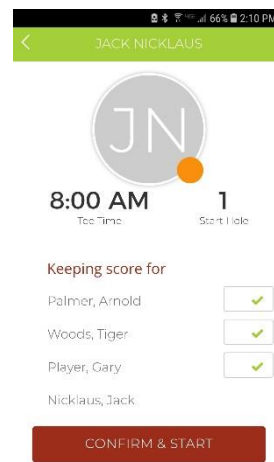 66% 2:10 PM
JACK NICKLAUS
JN
8:00 AM 1
Tee Time Start Hole
Keeping score for
Palmer, Arnold
Woods, Tiger
Player, Gary
Nicklaus, Jack
CONFIRM & START